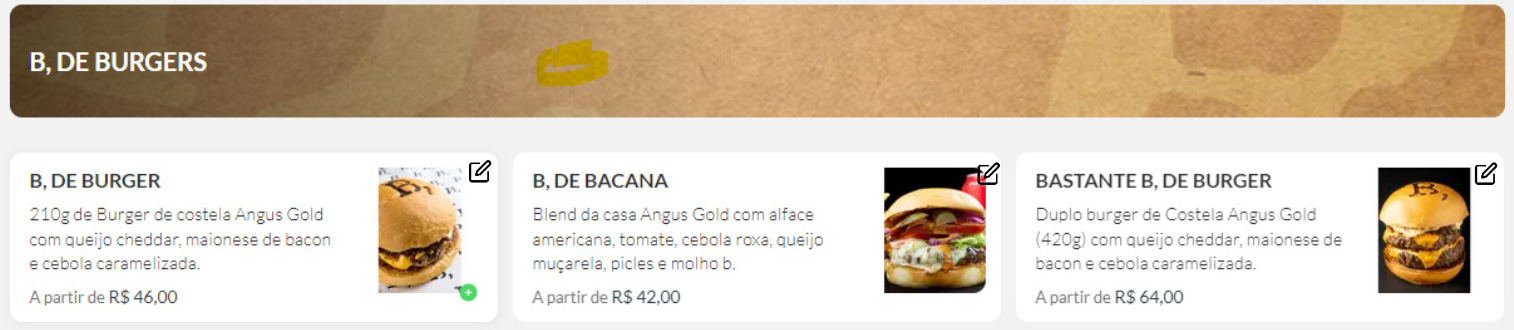 B, DE BURGERS
B, DE BURGER
210g de Burger de costela Angus Gold
com queijo cheddar, maionese de bacon
e cebola caramelizada.
A partir de R$ 46,00
B, DE BACANA
Blend da casa Angus Gold com alface
americana, tomate, cebola roxa, queijo
muçarela, picles e molho b.
A partir de R$ 42,00
BASTANTE B, DE BURGER
Duplo burger de Costela Angus Gold
(420g) com queijo cheddar, maionese de
bacon e cebola caramelizada.
A partir de R$ 64,00
B,
B,